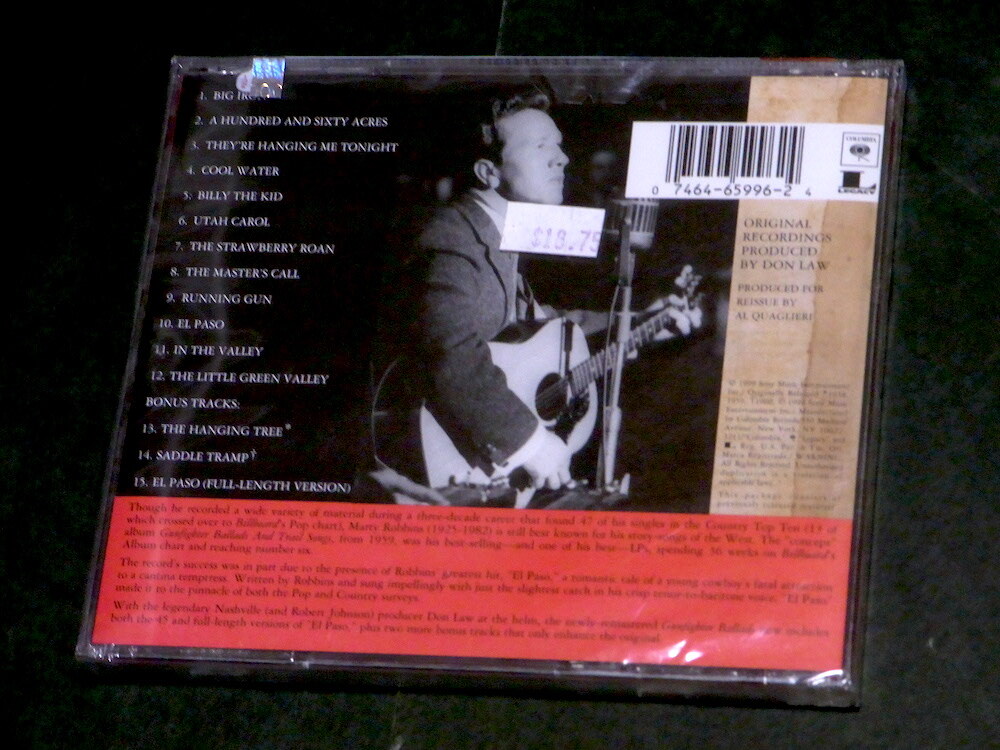 1. BIG IRON
2. A HUNDRED AND SIXTY ACRES
3. THEY'RE HANGING ME TONIGHT
4. COOL WATER
5. BILLY THE KID
6. UTAH CAROL
7. THE STRAWBERRY ROAN
8. THE MASTER'S CALL
9. RUNNING GUN
10. EL PASO
11. IN THE VALLEY
12. THE LITTLE GREEN VALLEY
BONUS TRACKS:
13. THE HANGING TREE*
14. SADDLE TRAMP†
15. EL PASO (FULL-LENGTH VERSION)
$18.75
0 7464-65996-2 4
COLUMBIA
LEGACY
ORIGINAL
RECORDINGS
PRODUCED
BY DON LAW
PRODUCED FOR
REISSUE BY
AL QUAGLIERI
Though he recorded a wide variety of material during a three-decade career that found 47 of his singles in the Country Top Ten (13 of
which crossed over to Billboard's Pop chart), Marty Robbins (1925-1982) is still best known for his story-songs of the West. The "concept"
album Gunfighter Ballads And Trail Songs, from 1959, was his best-selling—and one of his best—LPs, spending 36 weeks on Billboard's
Album chart and reaching number six.
The record's success was in part due to the presence of Robbins' greatest hit, "El Paso," a romantic tale of a young cowboy's fatal attraction
to a cantina temptress. Written by Robbins and sung impellingly with just the slightest catch in his crisp tenor-to-baritone voice, "El Paso"
made it to the pinnacle of both the Pop and Country surveys.
With the legendary Nashville (and Robert Johnson) producer Don Law at the helm, the newly-remastered Gunfighter Ballads now includes
both the 45 and full-length versions of "El Paso," plus two more bonus tracks that only enhance the original.